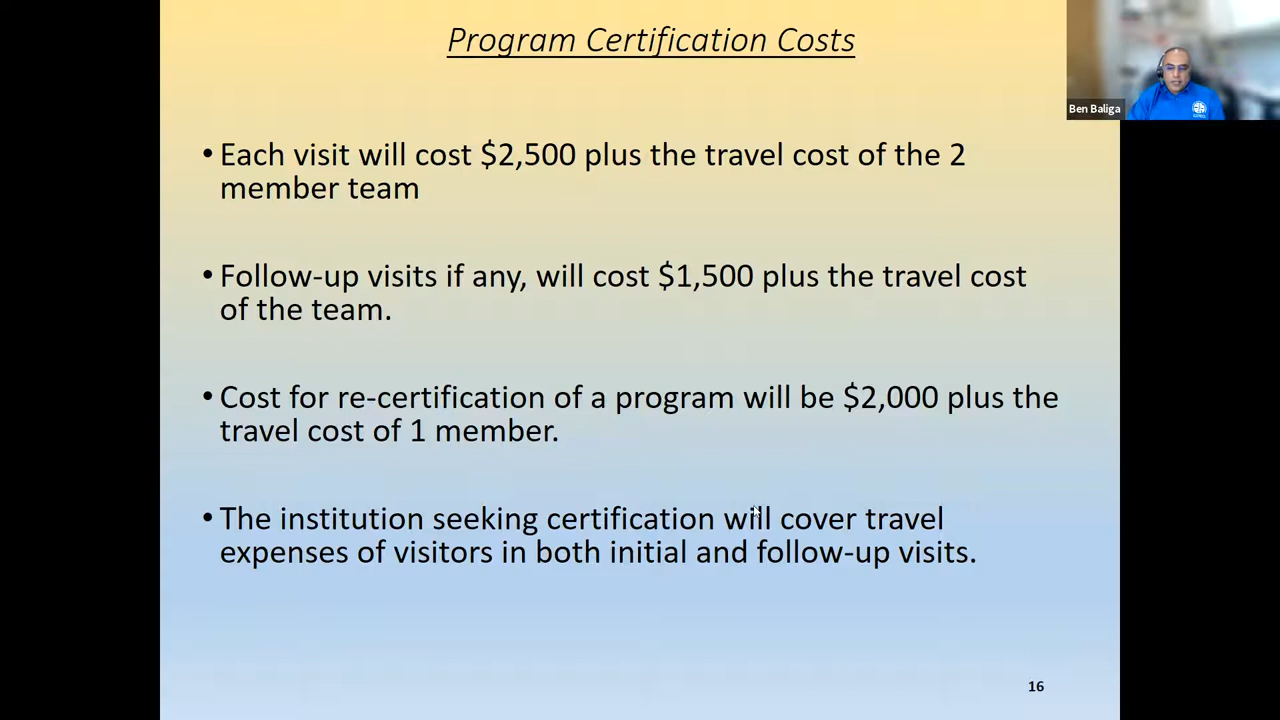 Program Certification Costs
Ben Baliga
•Each visit will cost $2,500 plus the travel cost of the 2
member team
•Follow-up visits if any, will cost $1,500 plus the travel cost
of the team.
•Cost for re-certification of a program will be $2,000 plus the
travel cost of 1 member.
•The institution seeking certification will cover travel
expenses of visitors in both initial and follow-up visits.
16